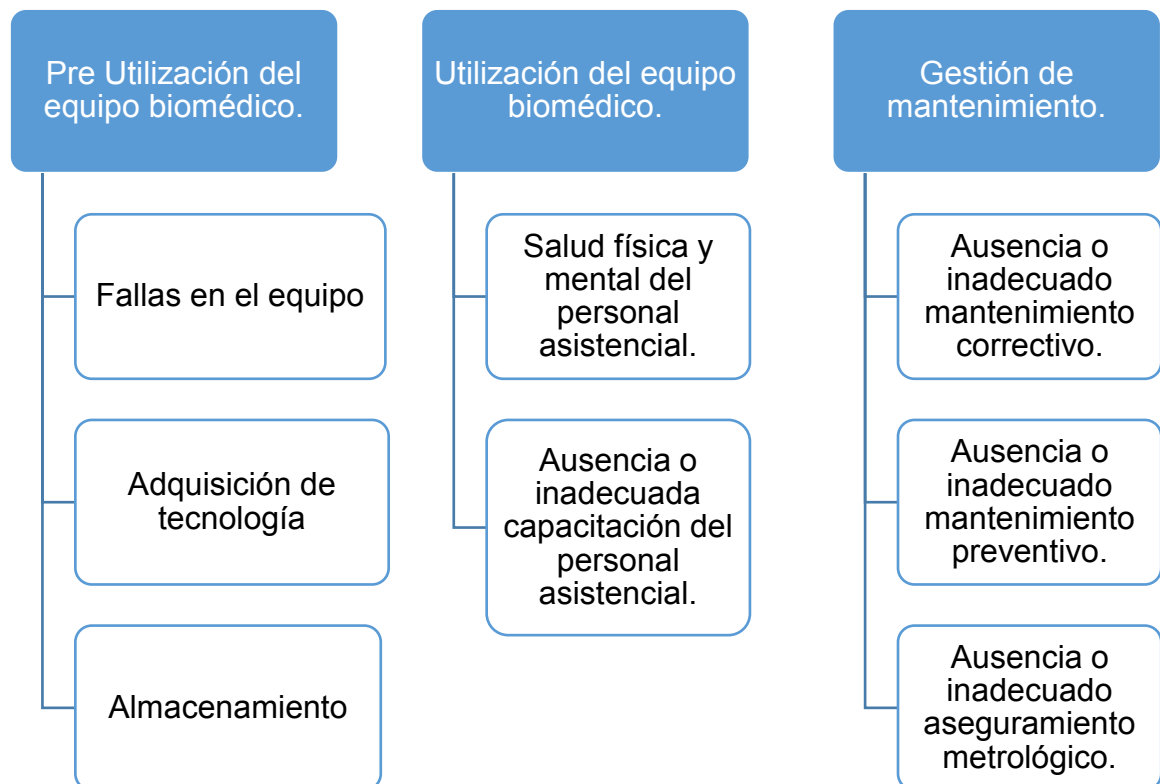 Pre Utilización del
equipo biomédico.
Fallas en el equipo
Adquisición de
tecnología
Almacenamiento
Utilización del equipo
biomédico.
Salud física y
mental del
personal
asistencial.
Ausencia o
inadecuada
capacitación del
personal
asistencial.
Gestión de
mantenimiento.
Ausencia o
inadecuado
mantenimiento
correctivo.
Ausencia o
inadecuado
mantenimiento
preventivo.
Ausencia o
inadecuado
aseguramiento
metrológico.